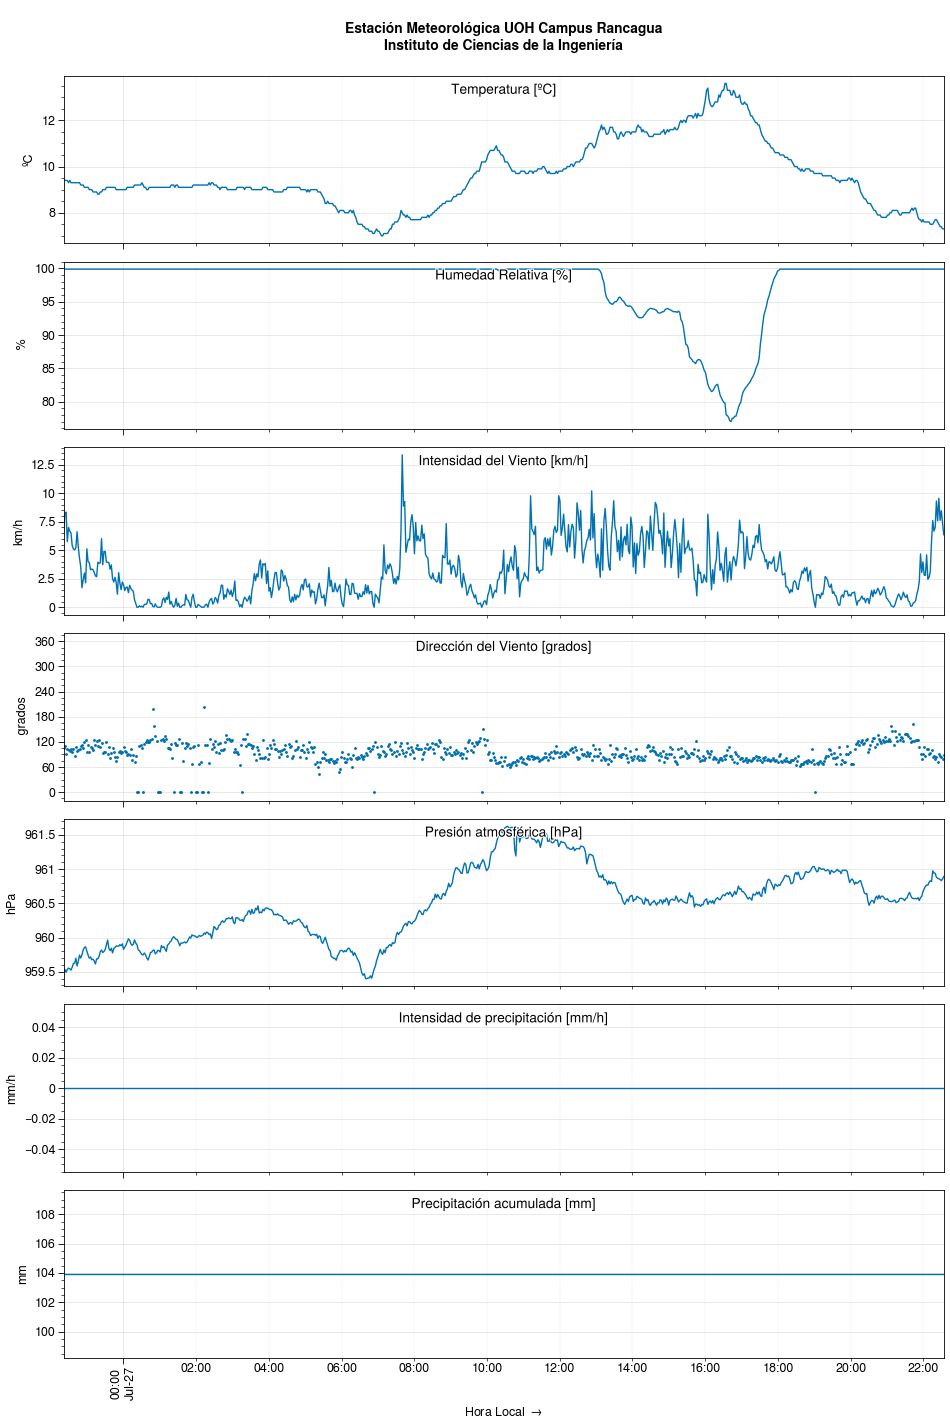 Estación Meteorológica UOH Campus Rancagua
Instituto de Ciencias de la Ingeniería
Temperatura [ºC]
12
10
8
ºC
Humedad Relativa [%]
100
95
90
85
80
%
Intensidad del Viento [km/h]
12.5
10
7.5
5
2.5
0
km/h
Dirección del Viento [grados]
360
300
240
180
120
60
0
grados
Presión atmosférica [hPa]
961.5
961
960.5
960
959.5
hPa
Intensidad de precipitación [mm/h]
0.04
0.02
0
−0.02
−0.04
mm/h
Precipitación acumulada [mm]
108
106
104
102
100
mm
00:00
Jul-27
02:00
04:00
06:00
08:00
10:00
12:00
14:00
16:00
18:00
20:00
22:00
Hora Local →